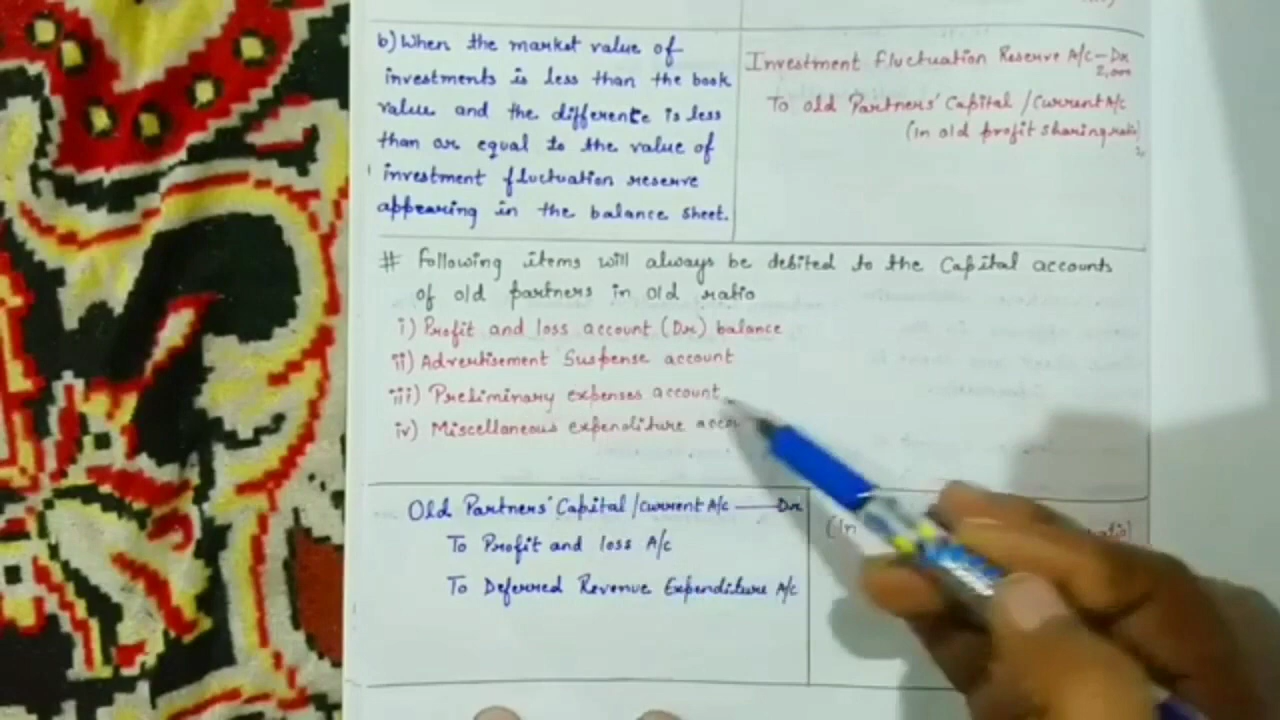 b) When the market value of
investments is less than the book
value and the difference is less
than or equal to the value of
investment fluctuation reserve
appearing in the balance sheet.
Investment Fluctuation Reserve A/c – Dr
2,000
To old Partners' Capital / Current A/c
(In old profit sharing ratio)
# Following items will always be debited to the Capital accounts
of old partners in old ratio
i) Profit and loss account (Dr) balance
ii) Advertisement Suspense account
iii) Preliminary expenses account
iv) Miscellaneous expenditure acco
Old Partners' Capital / Current A/c —— Dr
To Profit and loss A/c
To Deferred Revenue Expenditure A/c
(In